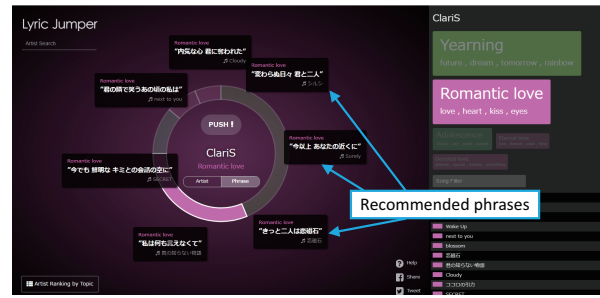 Lyric Jumper
Artist Search
Romantic love
"内気な心 君に奪われた"
Cloudy
Romantic love
"変わらぬ日々 君と二人"
シルシ
Romantic love
"君の隣で笑うあの頃の私は"
next to you
Romantic love
"今以上 あなたの近くに"
Surely
Romantic love
"今でも 鮮明な キミとの会話の空に"
SECRET
Romantic love
"きっと二人は恋磁石"
恋磁石
Romantic love
"私は何も言えなくて"
君の知らない物語
PUSH !
ClariS
Romantic love
Artist Phrase
Artist Ranking by Topic
Help
Share
Tweet
ClariS
Yearning
future , dream , tomorrow , rainbow
Romantic love
love , heart , kiss , eyes
Adolescence
Eternal love
Song Filter
Recommended phrases
Wake Up
next to you
blossom
恋磁石
君の知らない物語
Cloudy
ココロの引力
SECRET